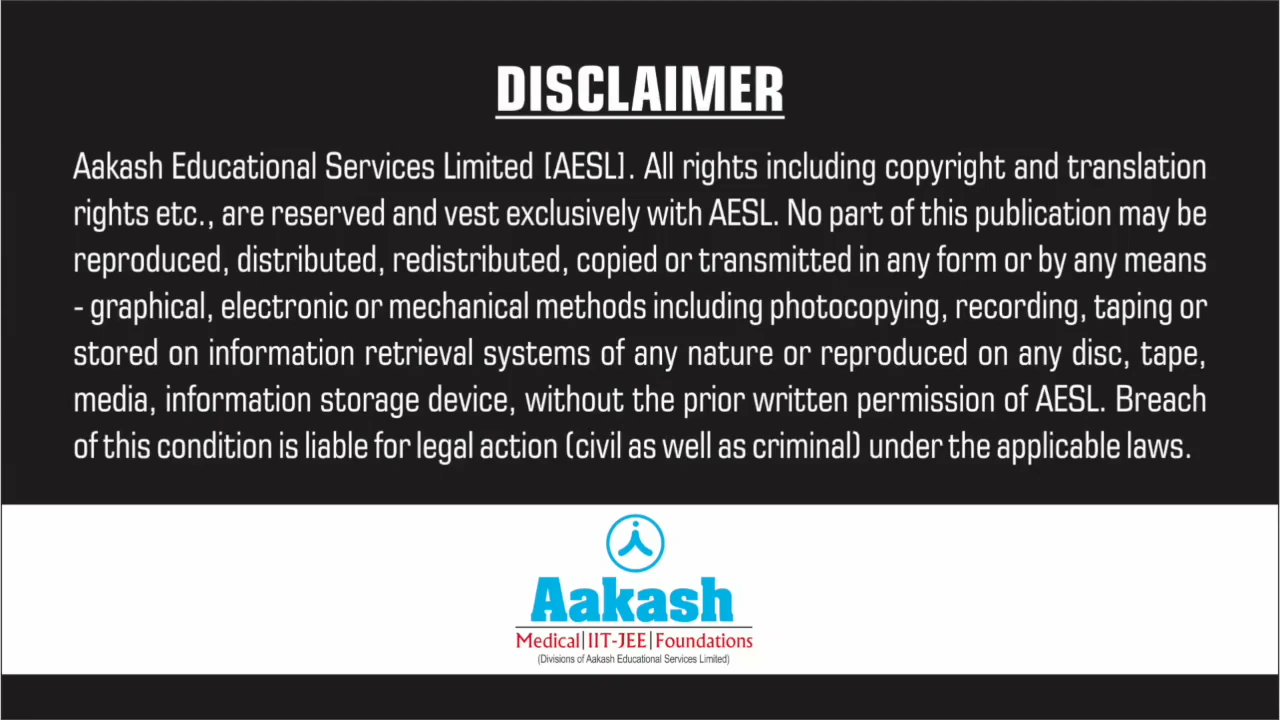 DISCLAIMER
Aakash Educational Services Limited [AESL]. All rights including copyright and translation
rights etc., are reserved and vest exclusively with AESL. No part of this publication may be
reproduced, distributed, redistributed, copied or transmitted in any form or by any means
- graphical, electronic or mechanical methods including photocopying, recording, taping or
stored on information retrieval systems of any nature or reproduced on any disc, tape,
media, information storage device, without the prior written permission of AESL. Breach
of this condition is liable for legal action (civil as well as criminal) under the applicable laws.
Aakash
Medical|IIT-JEE|Foundations
(Divisions of Aakash Educational Services Limited)